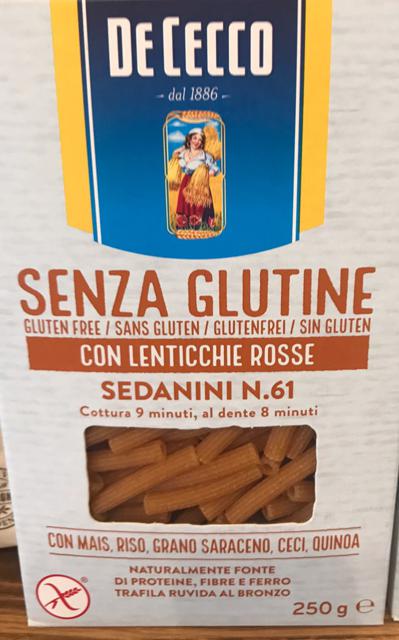 DE CECCO
dal 1886
SENZA GLUTINE
GLUTEN FREE / SANS GLUTEN / GLUTENFREI / SIN GLUTEN
CON LENTICCHIE ROSSE
SEDANINI N.61
Cottura 9 minuti, al dente 8 minuti
CON MAIS, RISO, GRANO SARACENO, CECI, QUINOA
NATURALMENTE FONTE
DI PROTEINE, FIBRE E FERRO
TRAFILA RUVIDA AL BRONZO
250 g ℮